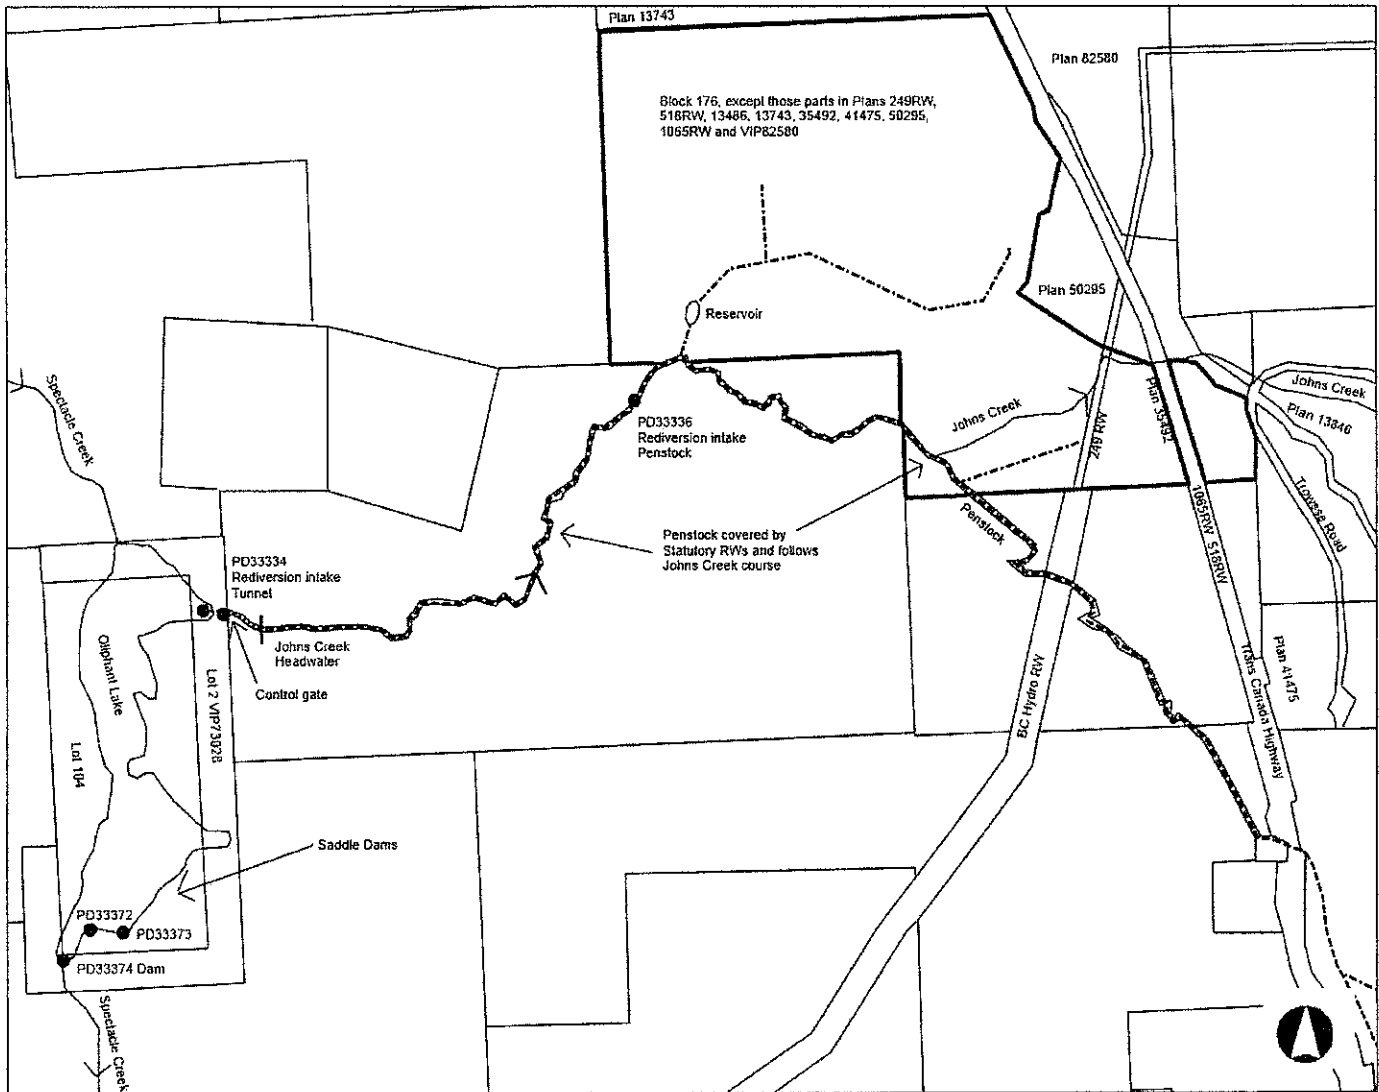 Plan 13743
Plan 82580
Block 176, except those parts in Plans 249RW,
518RW, 13486, 13743, 35492, 41475, 50295,
1065RW and VIP82580
Plan 50295
Reservoir
Spectacle Creek
Johns Creek
Johns Creek
Plan 13846
Plan 35492
249 RW
PD33336
Rediversion intake
Penstock
Trowsse Road
Penstock
1065RW 518RW
Penstock covered by
Statutory RWs and follows
Johns Creek course
PD33334
Rediversion intake
Tunnel
Oliphant Lake
Johns Creek
Headwater
Control gate
Lot 2 VIP73028
Lot 104
BC Hydro RW
Trans Canada Highway
Plan 41475
Saddle Dams
PD33372
PD33373
PD33374 Dam
Spectacle Creek